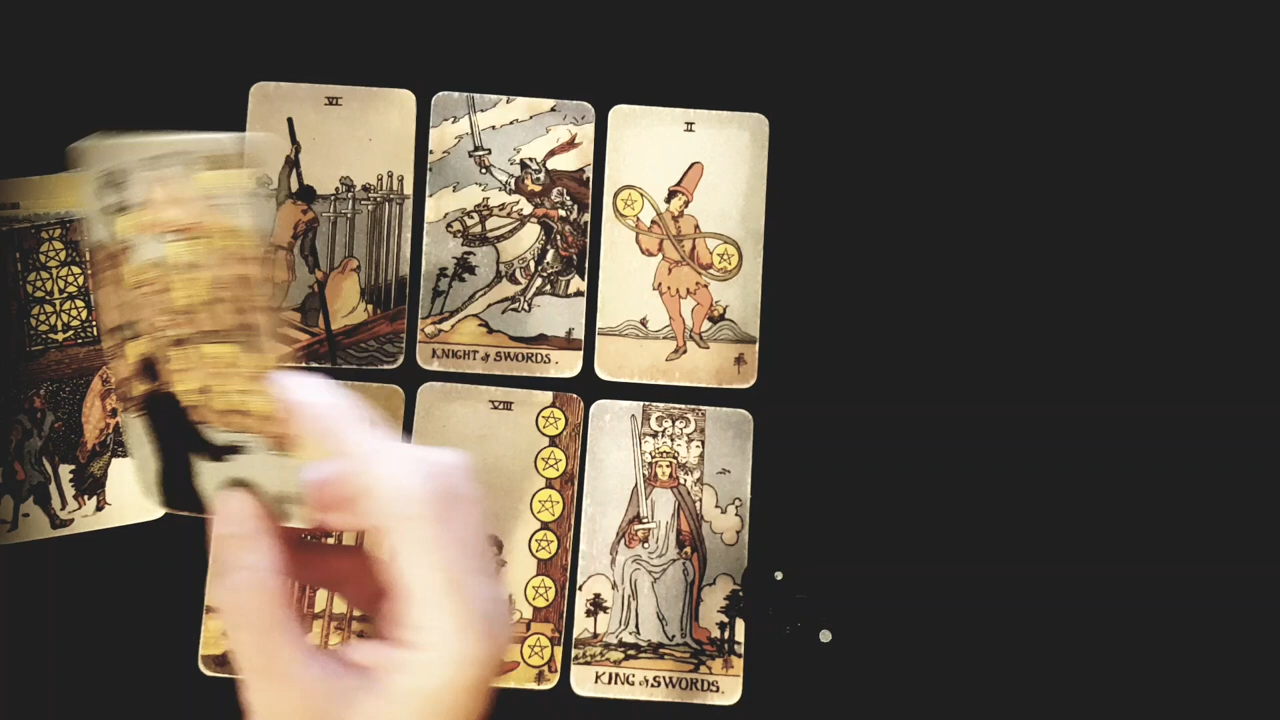 VI
II
KNIGHT of SWORDS.
VIII
KING of SWORDS.